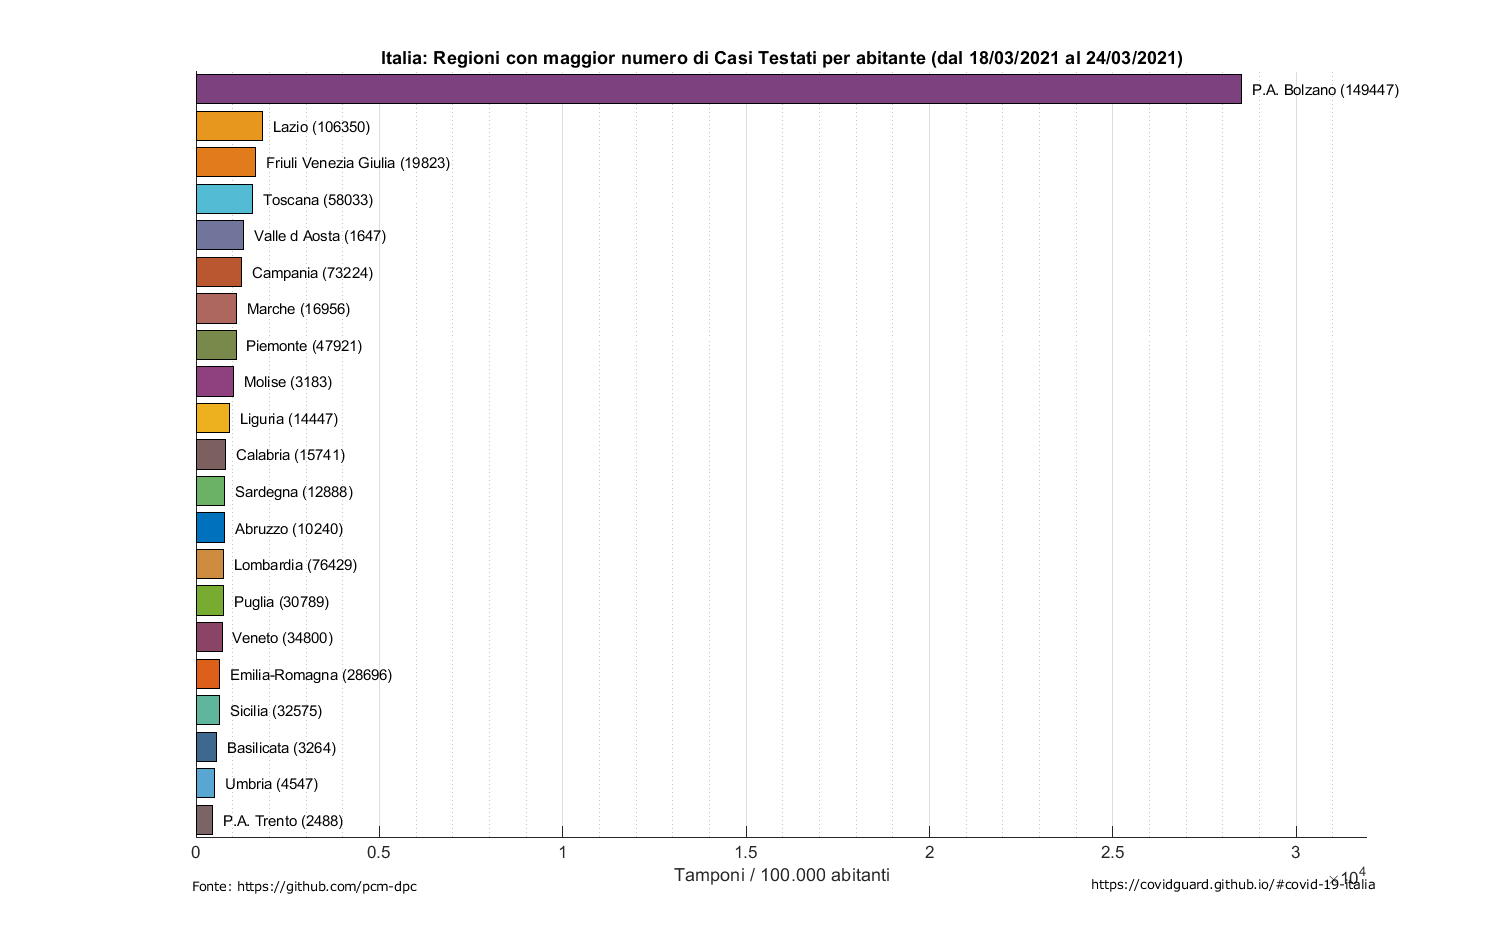 Italia: Regioni con maggior numero di Casi Testati per abitante (dal 18/03/2021 al 24/03/2021)
P.A. Bolzano (149447)
Lazio (106350)
Friuli Venezia Giulia (19823)
Toscana (58033)
Valle d Aosta (1647)
Campania (73224)
Marche (16956)
Piemonte (47921)
Molise (3183)
Liguria (14447)
Calabria (15741)
Sardegna (12888)
Abruzzo (10240)
Lombardia (76429)
Puglia (30789)
Veneto (34800)
Emilia-Romagna (28696)
Sicilia (32575)
Basilicata (3264)
Umbria (4547)
P.A. Trento (2488)
0 0.5 1 1.5 2 2.5 3
×10⁴
Tamponi / 100.000 abitanti
Fonte: https://github.com/pcm-dpc
https://covidguard.github.io/#covid-19-italia